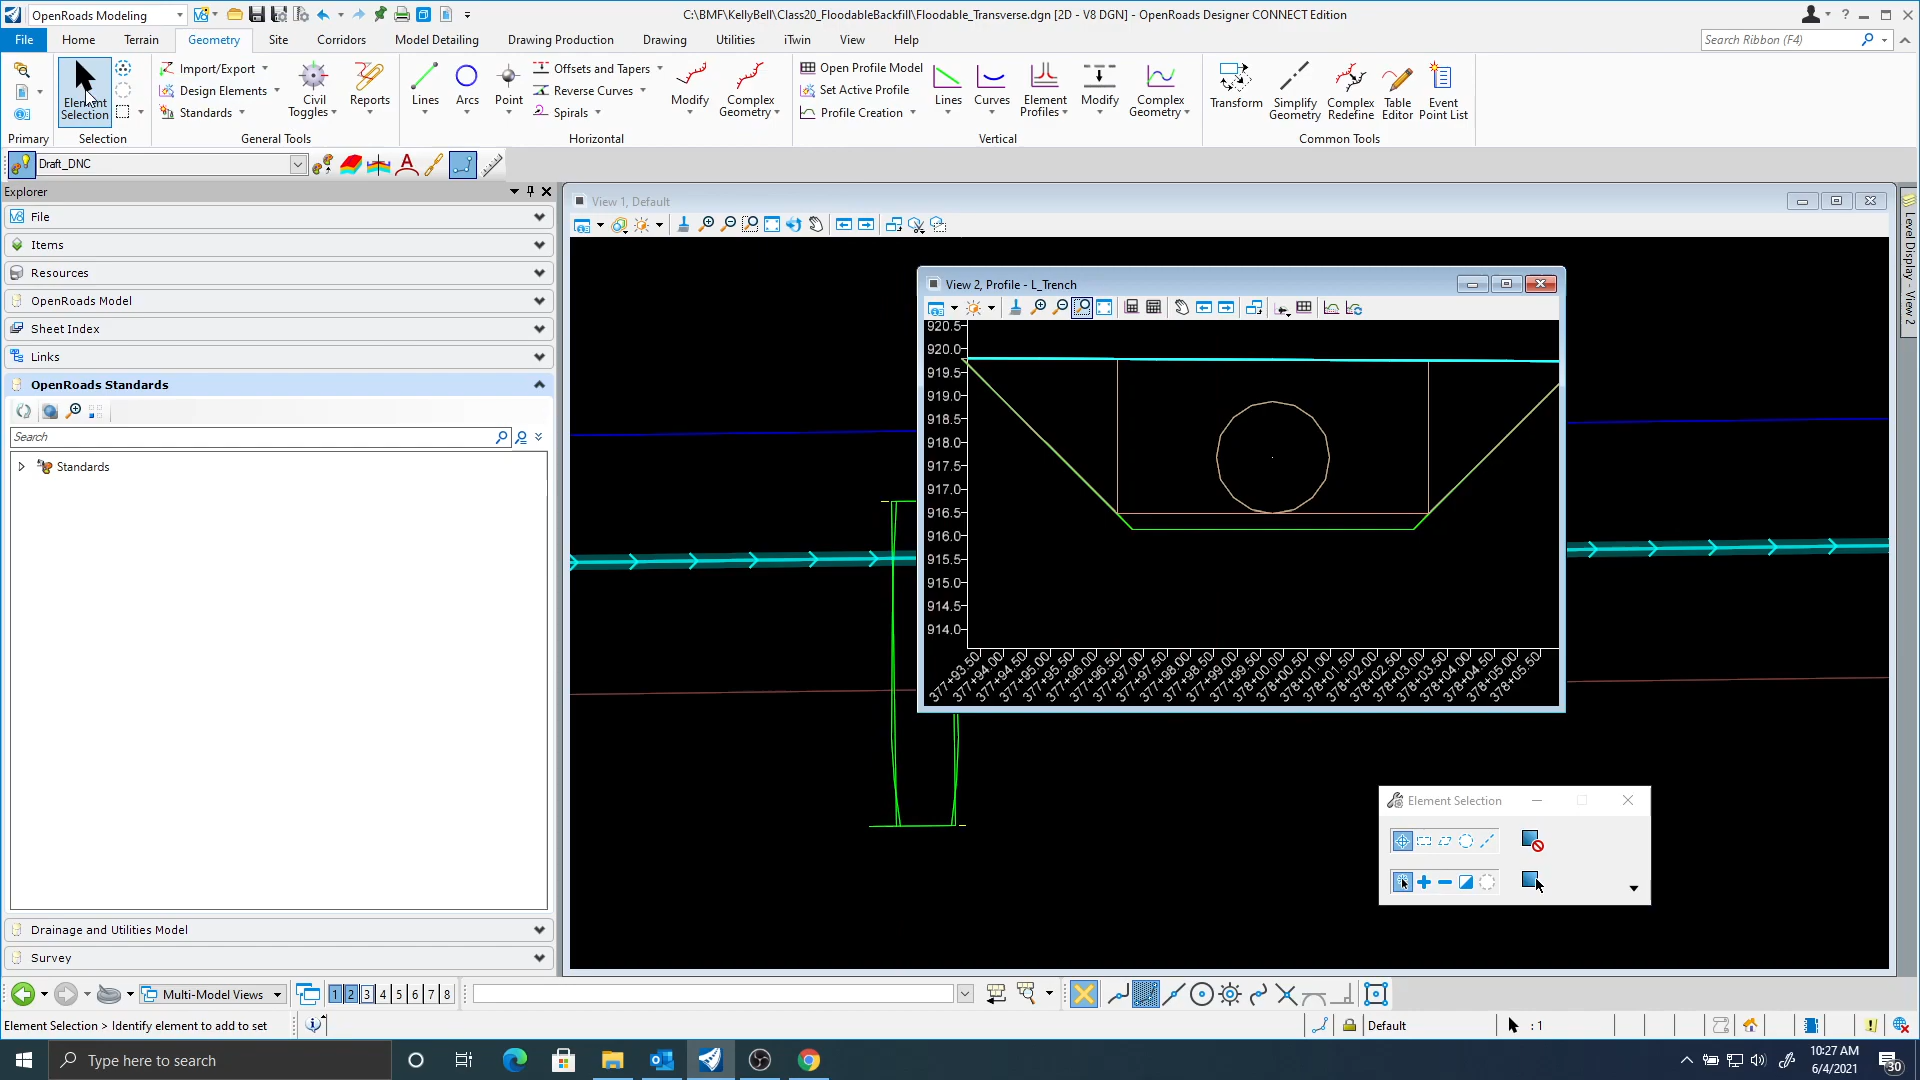 OpenRoads Modeling
C:\BMF\KellyBell\Class20_FloodableBackfill\Floodable_Transverse.dgn [2D - V8 DGN] - OpenRoads Designer CONNECT Edition
File Home Terrain Geometry Site Corridors Model Detailing Drawing Production Drawing Utilities iTwin View Help
Search Ribbon (F4)
Element Selection
Import/Export
Design Elements
Standards
Civil Toggles
Reports
Lines
Arcs
Point
Offsets and Tapers
Reverse Curves
Spirals
Modify
Complex Geometry
Open Profile Model
Set Active Profile
Profile Creation
Lines
Curves
Element Profiles
Modify
Complex Geometry
Transform
Simplify Geometry
Complex Redefine
Table Editor
Event Point List
Primary Selection General Tools Horizontal Vertical Common Tools
Draft_DNC
Explorer
File
Items
Resources
OpenRoads Model
Sheet Index
Links
OpenRoads Standards
Search
Standards
Drainage and Utilities Model
Survey
View 1, Default
View 2, Profile - L_Trench
920.5
920.0
919.5
919.0
918.5
918.0
917.5
917.0
916.5
916.0
915.5
915.0
914.5
914.0
377+93.50
377+94.00
377+94.50
377+95.00
377+95.50
377+96.00
377+96.50
377+97.00
377+97.50
377+98.00
377+98.50
377+99.00
377+99.50
378+00.00
378+00.50
378+01.00
378+01.50
378+02.00
378+02.50
378+03.00
378+03.50
378+04.00
378+04.50
378+05.00
378+05.50
Level Display - View 2
Element Selection
Multi-Model Views
1 2 3 4 5 6 7 8
Element Selection > Identify element to add to set
Default
: 1
Type here to search
10:27 AM
6/4/2021
30